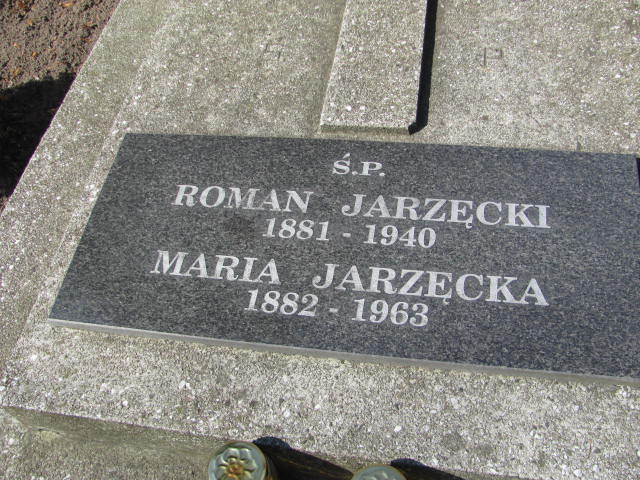 Ś.P.
ROMAN JARZĘCKI
1881 - 1940
MARIA JARZĘCKA
1882 - 1963